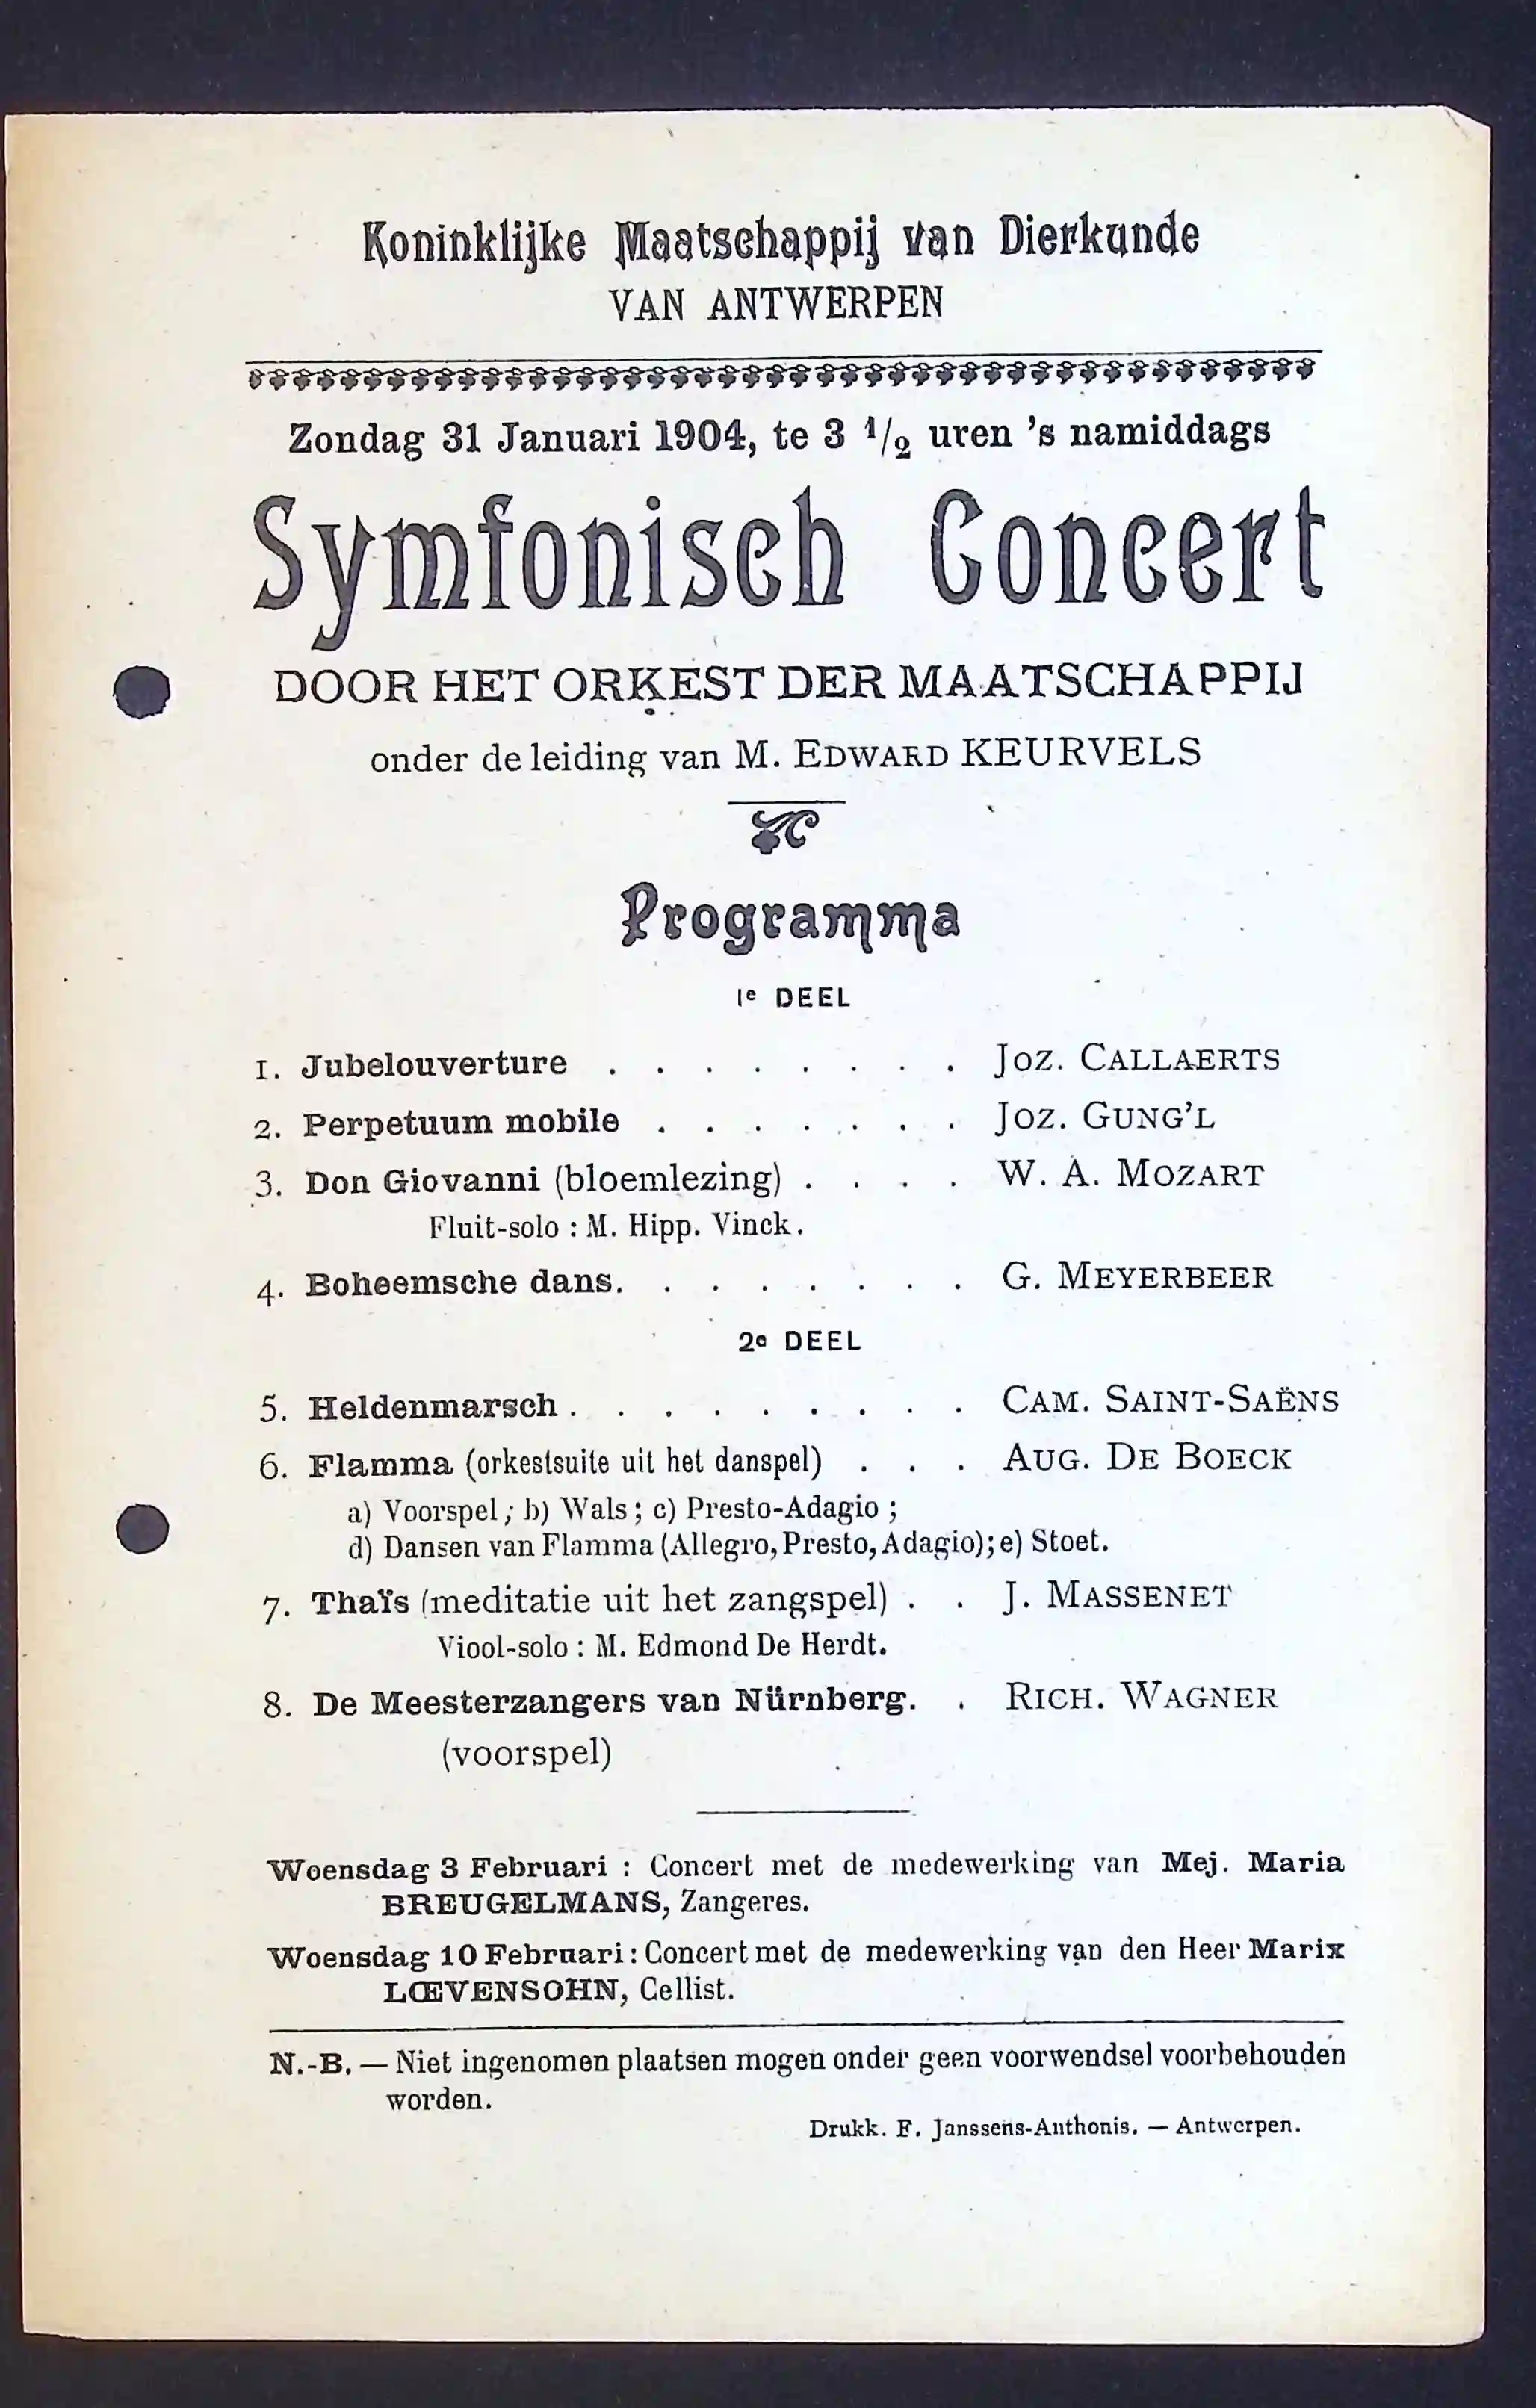 Koninklijke Maatschappij van Dierkunde
VAN ANTWERPEN
Zondag 31 Januari 1904, te 3 1/2 uren 's namiddags
Symfonisch Concert
DOOR HET ORKEST DER MAATSCHAPPIJ
onder de leiding van M. EDWARD KEURVELS
Programma
1e DEEL
1. Jubelouverture . . . . . . . . JOZ. CALLAERTS
2. Perpetuum mobile . . . . . . . JOZ. GUNG'L
3. Don Giovanni (bloemlezing) . . . . W. A. MOZART
Fluit-solo : M. Hipp. Vinck.
4. Boheemsche dans. . . . . . . . G. MEYERBEER
2e DEEL
5. Heldenmarsch . . . . . . . . . CAM. SAINT-SAËNS
6. Flamma (orkestsuite uit het danspel) . . . AUG. DE BOECK
a) Voorspel ; b) Wals ; c) Presto-Adagio ;
d) Dansen van Flamma (Allegro, Presto, Adagio); e) Stoet.
7. Thaïs (meditatie uit het zangspel) . . J. MASSENET
Viool-solo : M. Edmond De Herdt.
8. De Meesterzangers van Nürnberg. . RICH. WAGNER
(voorspel)
Woensdag 3 Februari : Concert met de medewerking van Mej. Maria
BREUGELMANS, Zangeres.
Woensdag 10 Februari : Concert met de medewerking van den Heer Marix
LŒVENSOHN, Cellist.
N.-B. — Niet ingenomen plaatsen mogen onder geen voorwendsel voorbehouden
worden.
Drukk. F. Janssens-Anthonis. — Antwerpen.